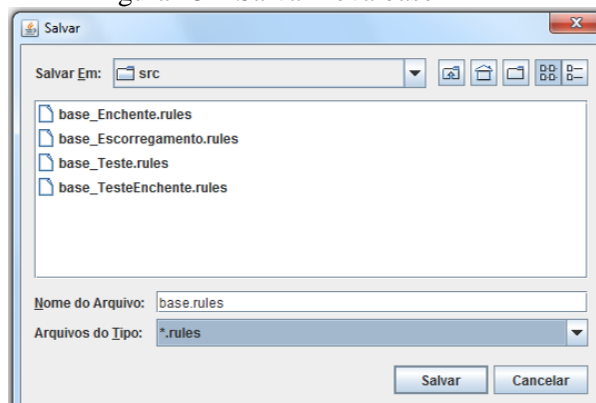 Salvar
Salvar Em: src
base_Enchente.rules
base_Escorregamento.rules
base_Teste.rules
base_TesteEnchente.rules
Nome do Arquivo: base.rules
Arquivos do Tipo: *.rules
Salvar Cancelar